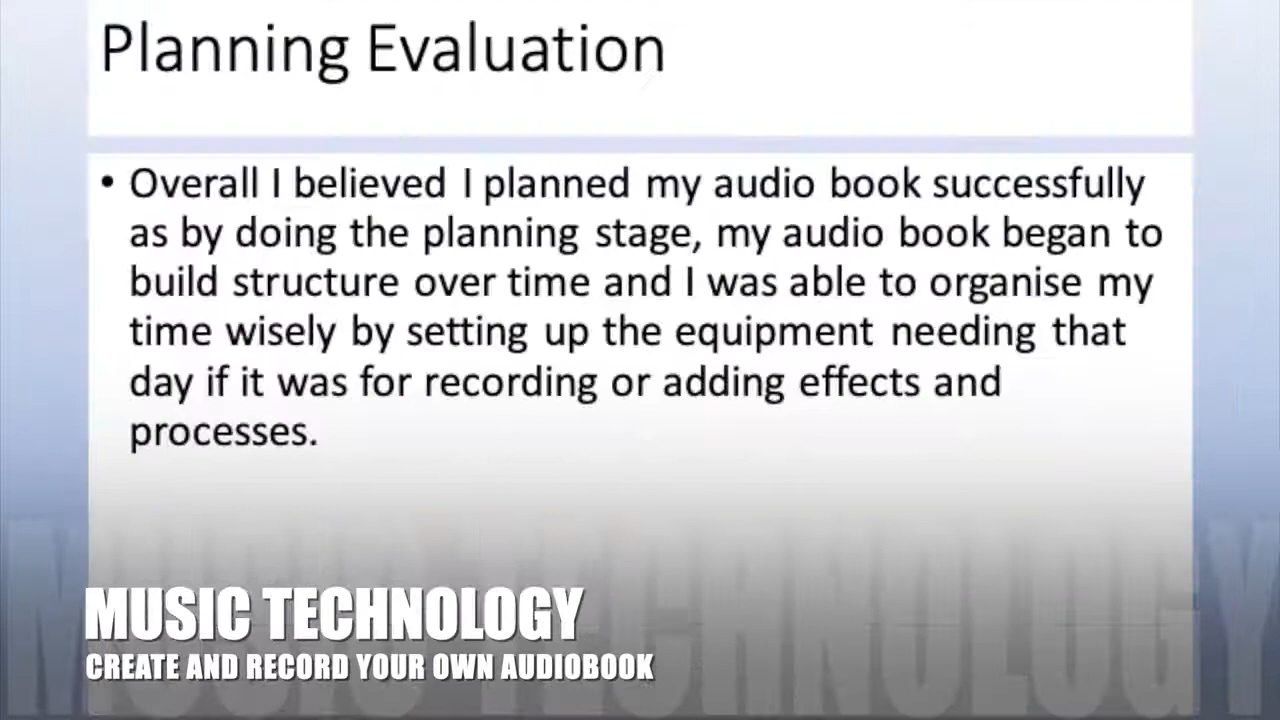 Planning Evaluation
• Overall I believed I planned my audio book successfully
as by doing the planning stage, my audio book began to
build structure over time and I was able to organise my
time wisely by setting up the equipment needing that
day if it was for recording or adding effects and
processes.
MUSIC TECHNOLOGY
MUSIC TECHNOLOGY
CREATE AND RECORD YOUR OWN AUDIOBOOK